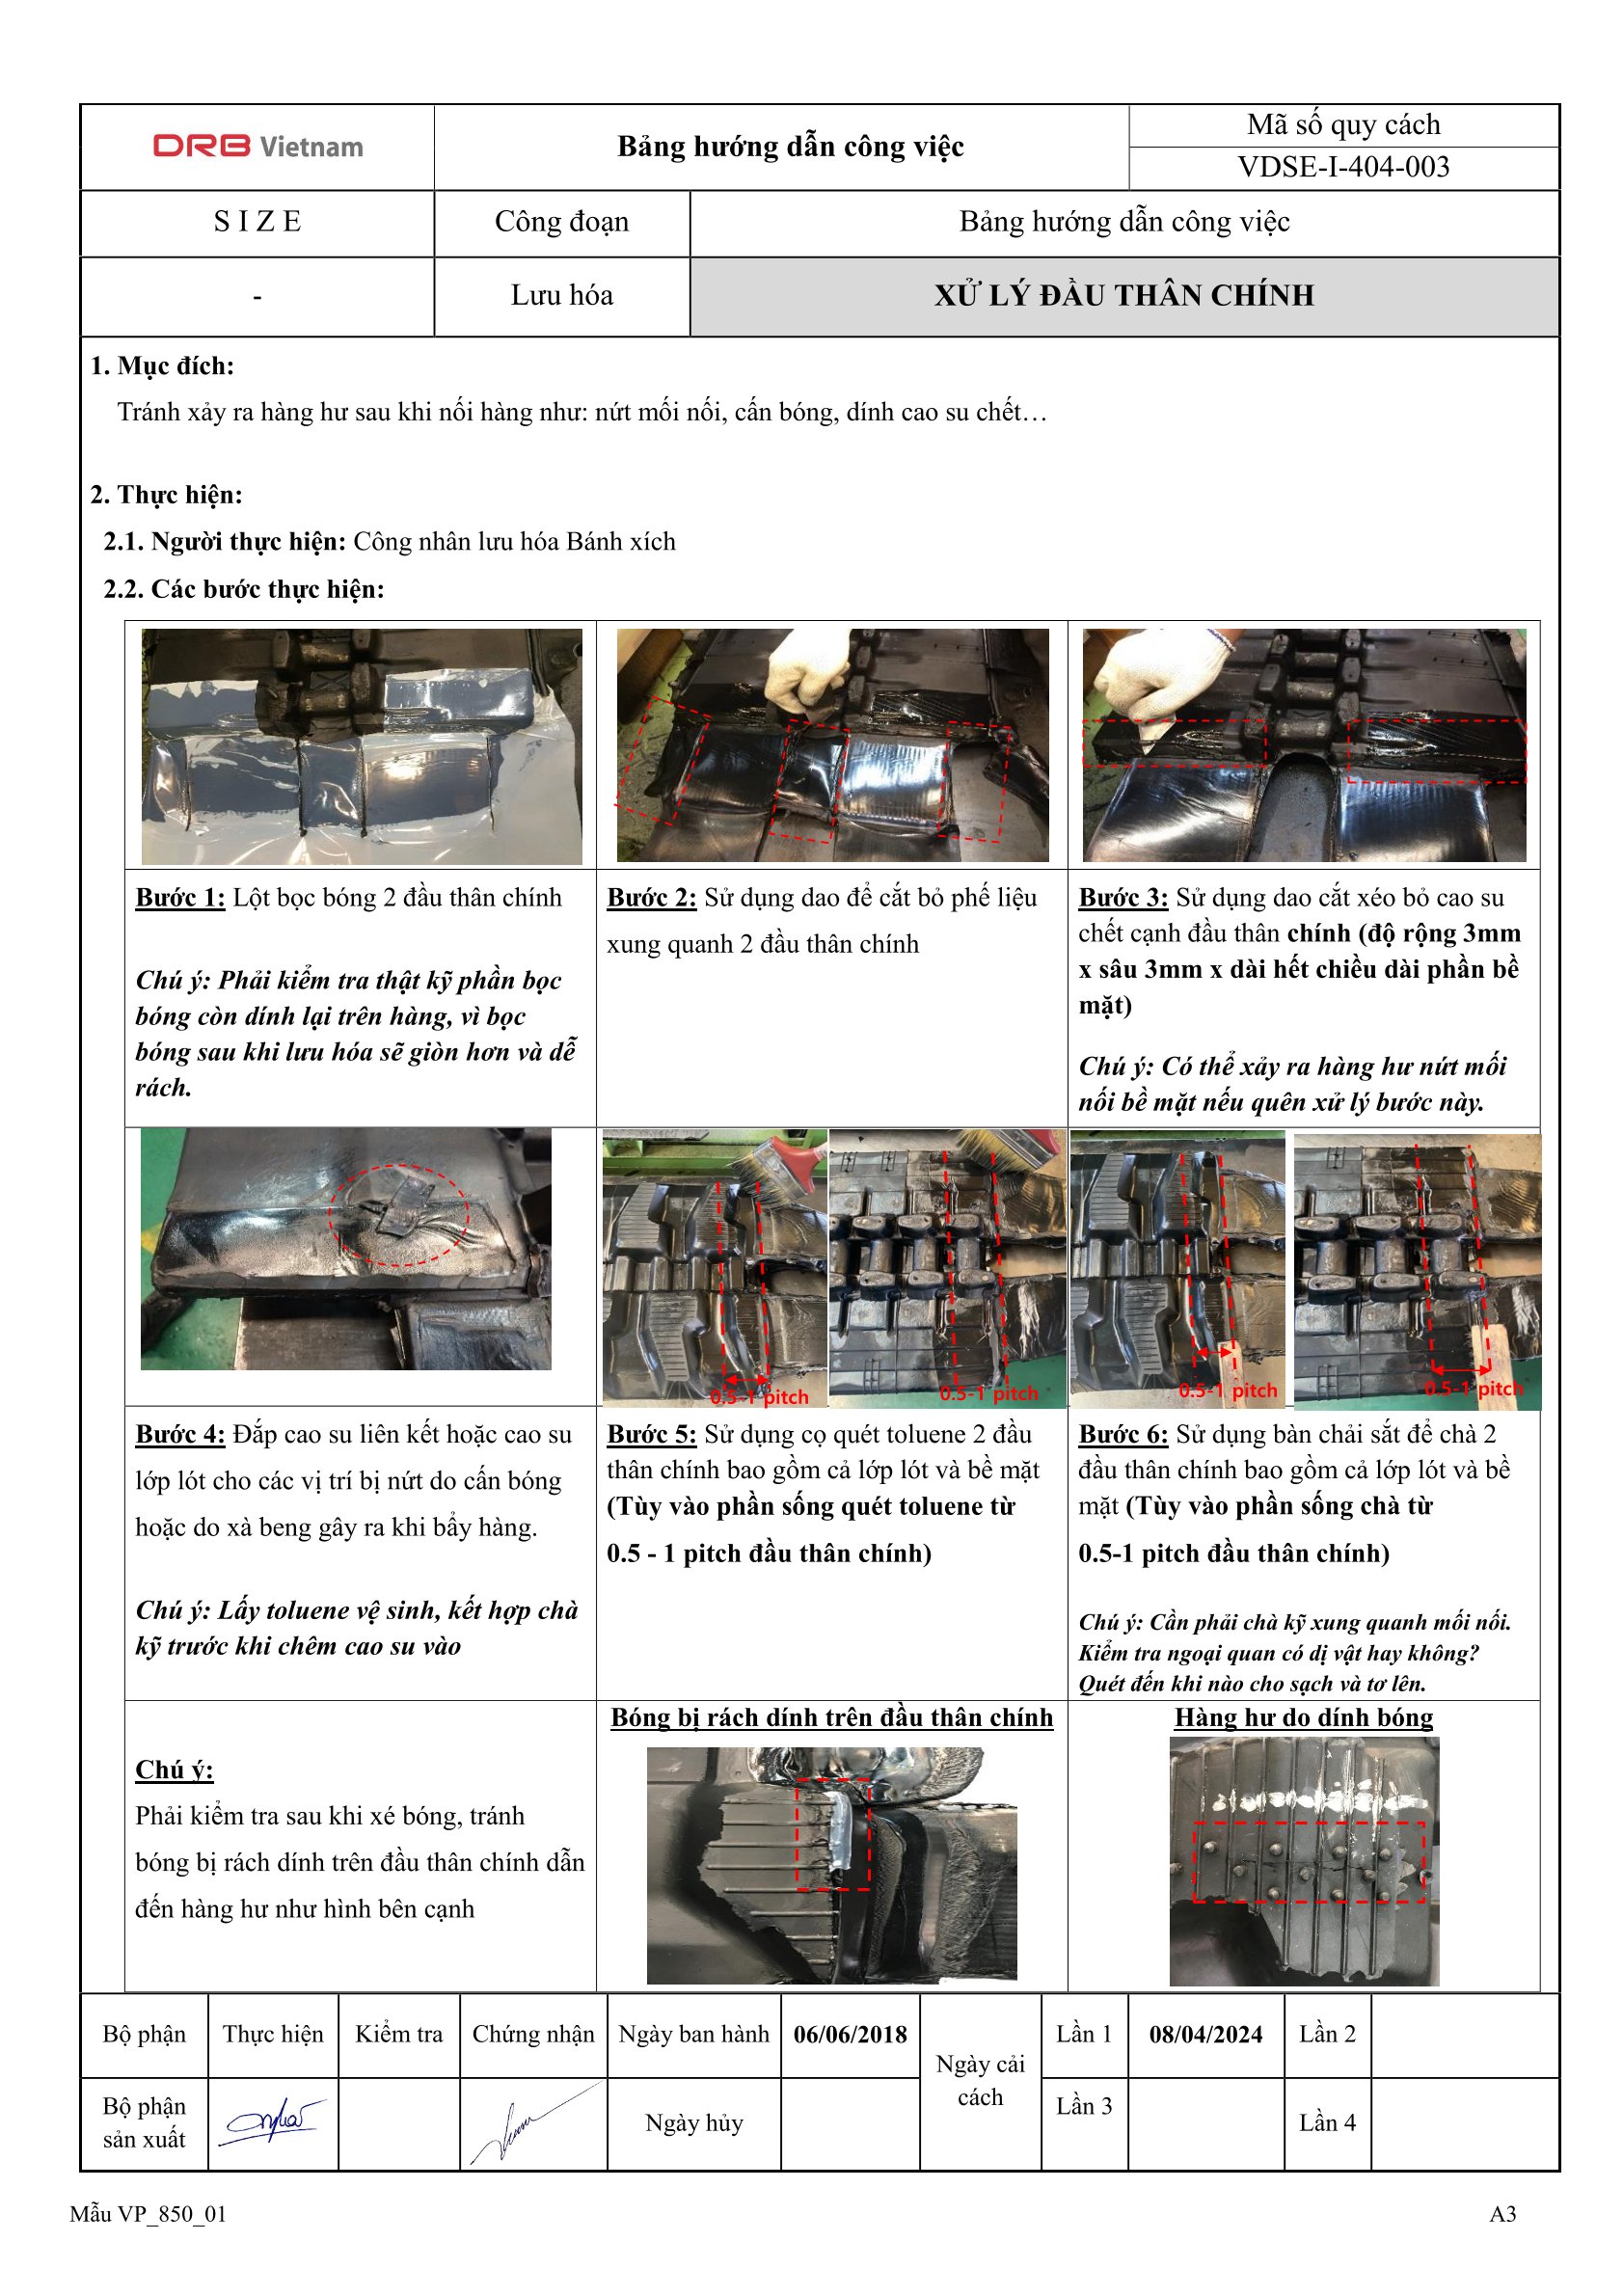 DRB Vietnam
Bảng hướng dẫn công việc
Mã số quy cách
VDSE-I-404-003
S I Z E
Công đoạn
Bảng hướng dẫn công việc
-
Lưu hóa
XỬ LÝ ĐẦU THÂN CHÍNH
1. Mục đích:
Tránh xảy ra hàng hư sau khi nối hàng như: nứt mối nối, cấn bóng, dính cao su chết…
2. Thực hiện:
2.1. Người thực hiện: Công nhân lưu hóa Bánh xích
2.2. Các bước thực hiện:
Bước 1: Lột bọc bóng 2 đầu thân chính
Chú ý: Phải kiểm tra thật kỹ phần bọc
bóng còn dính lại trên hàng, vì bọc
bóng sau khi lưu hóa sẽ giòn hơn và dễ
rách.
Bước 2: Sử dụng dao để cắt bỏ phế liệu
xung quanh 2 đầu thân chính
Bước 3: Sử dụng dao cắt xéo bỏ cao su
chết cạnh đầu thân chính (độ rộng 3mm
x sâu 3mm x dài hết chiều dài phần bề
mặt)
Chú ý: Có thể xảy ra hàng hư nứt mối
nối bề mặt nếu quên xử lý bước này.
0.5-1 pitch
0.5-1 pitch
0.5-1 pitch
0.5-1 pitch
Bước 4: Đắp cao su liên kết hoặc cao su
lớp lót cho các vị trí bị nứt do cấn bóng
hoặc do xà beng gây ra khi bẩy hàng.
Chú ý: Lấy toluene vệ sinh, kết hợp chà
kỹ trước khi chêm cao su vào
Bước 5: Sử dụng cọ quét toluene 2 đầu
thân chính bao gồm cả lớp lót và bề mặt
(Tùy vào phần sống quét toluene từ
0.5 - 1 pitch đầu thân chính)
Bước 6: Sử dụng bàn chải sắt để chà 2
đầu thân chính bao gồm cả lớp lót và bề
mặt (Tùy vào phần sống chà từ
0.5-1 pitch đầu thân chính)
Chú ý: Cần phải chà kỹ xung quanh mối nối.
Kiểm tra ngoại quan có dị vật hay không?
Quét đến khi nào cho sạch và tơ lên.
Chú ý:
Phải kiểm tra sau khi xé bóng, tránh
bóng bị rách dính trên đầu thân chính dẫn
đến hàng hư như hình bên cạnh
Bóng bị rách dính trên đầu thân chính
Hàng hư do dính bóng
Bộ phận
Thực hiện
Kiểm tra
Chứng nhận
Ngày ban hành
06/06/2018
Ngày cải
cách
Lần 1
08/04/2024
Lần 2
Bộ phận
sản xuất
Ngày hủy
Lần 3
Lần 4
Mẫu VP_850_01
A3